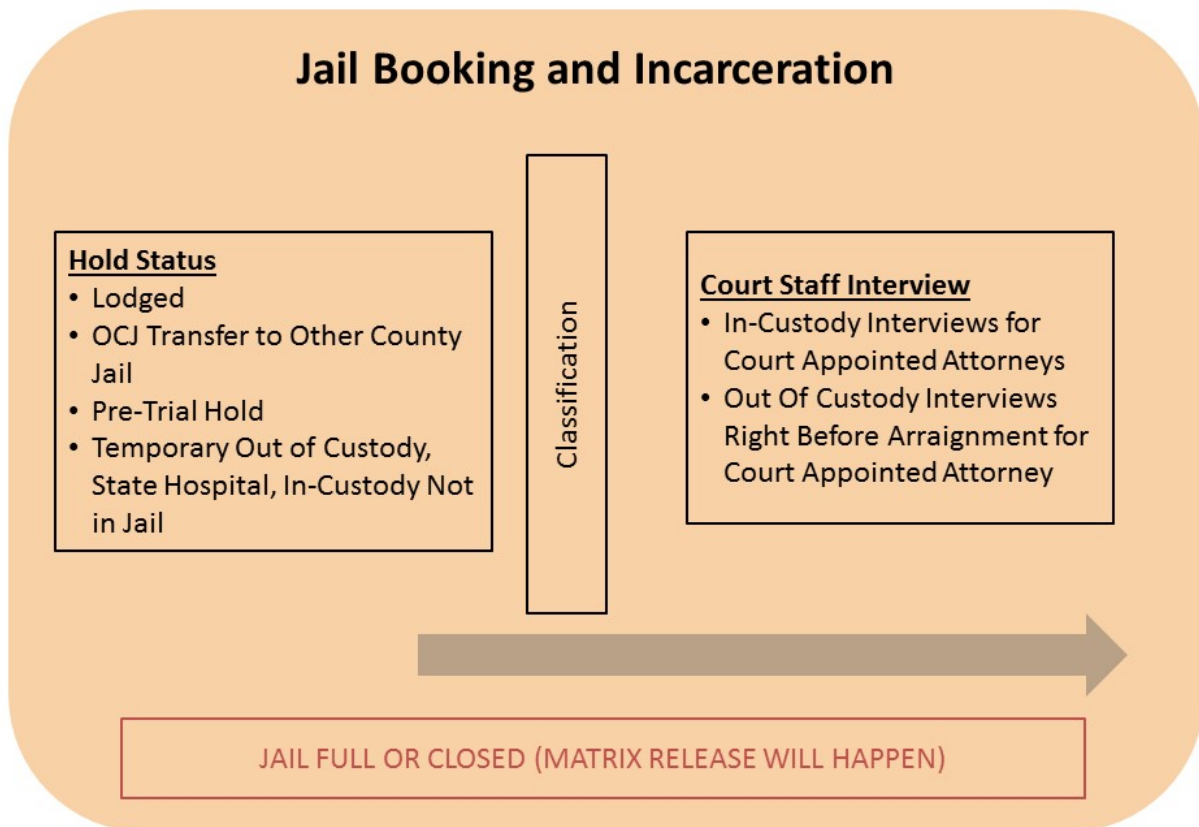 Jail Booking and Incarceration
Hold Status
• Lodged
• OCJ Transfer to Other County
Jail
• Pre-Trial Hold
• Temporary Out of Custody,
State Hospital, In-Custody Not
in Jail
Classification
Court Staff Interview
• In-Custody Interviews for
Court Appointed Attorneys
• Out Of Custody Interviews
Right Before Arraignment for
Court Appointed Attorney
JAIL FULL OR CLOSED (MATRIX RELEASE WILL HAPPEN)